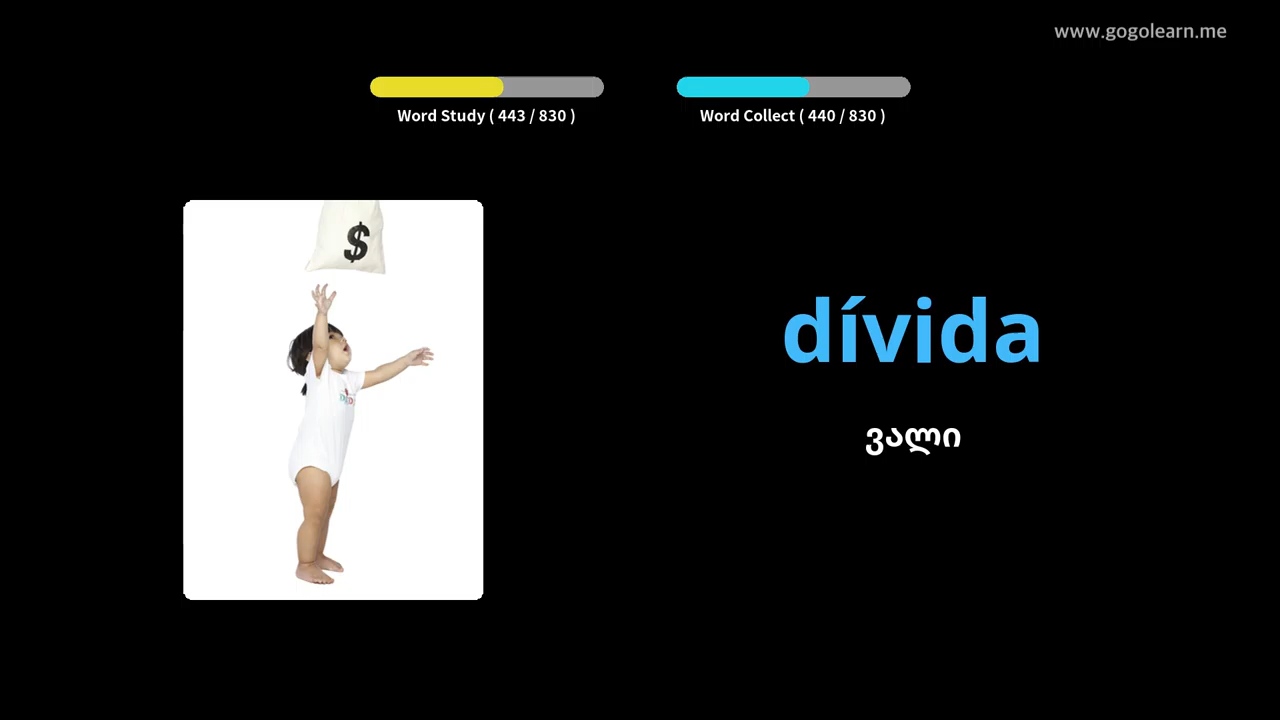 www.gogolearn.me
Word Study ( 443 / 830 )
Word Collect ( 440 / 830 )
$
dívida
ვალი